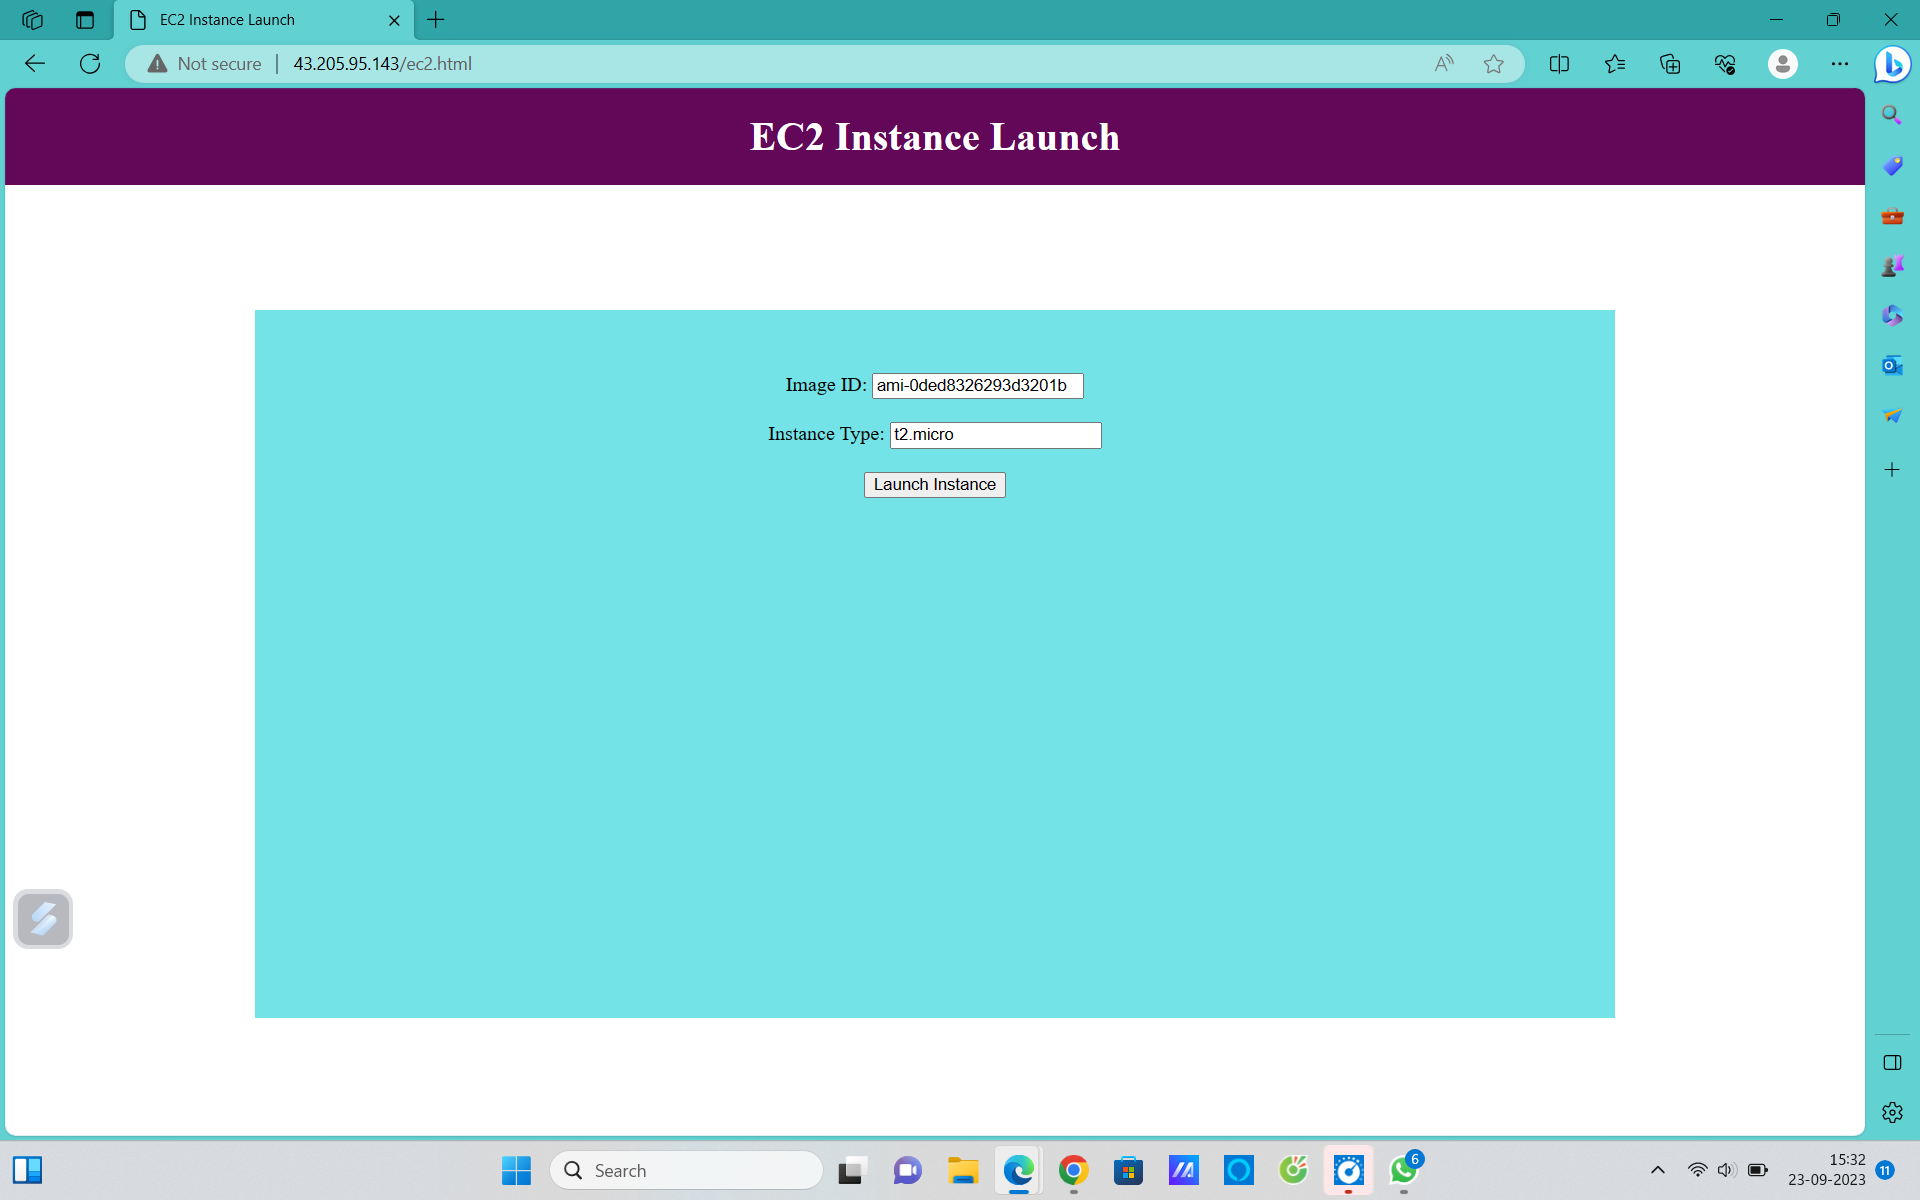 EC2 Instance Launch
Not secure
43.205.95.143/ec2.html
EC2 Instance Launch
Image ID: ami-0ded8326293d3201b
Instance Type: t2.micro
Launch Instance
Search
6
15:32
23-09-2023
11